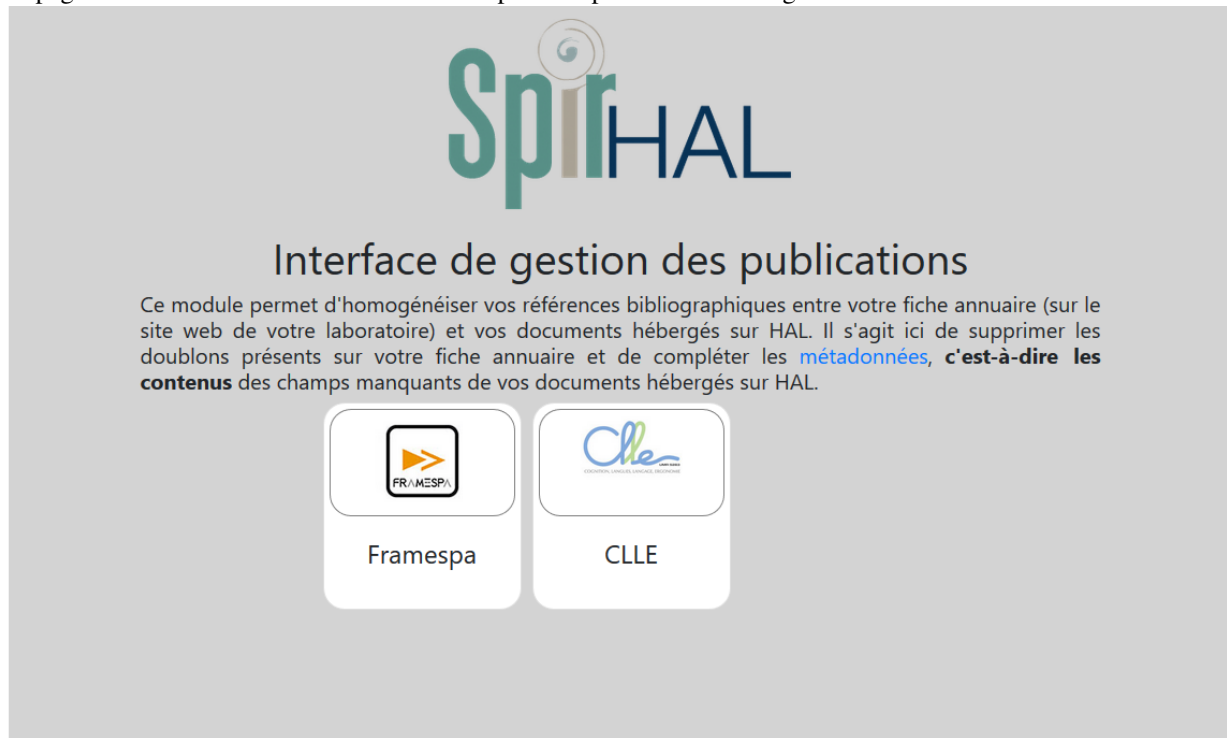 SpirHAL
Interface de gestion des publications
Ce module permet d'homogénéiser vos références bibliographiques entre votre fiche annuaire (sur le
site web de votre laboratoire) et vos documents hébergés sur HAL. Il s'agit ici de supprimer les
doublons présents sur votre fiche annuaire et de compléter les métadonnées, c'est-à-dire les
contenus des champs manquants de vos documents hébergés sur HAL.
FRAMESPA
Clle
Framespa
CLLE